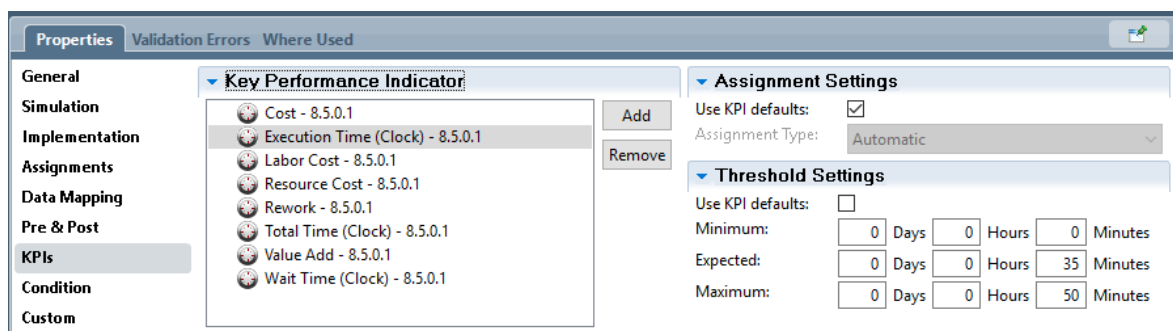 Properties Validation Errors Where Used
General
Simulation
Implementation
Assignments
Data Mapping
Pre & Post
KPIs
Condition
Custom
Key Performance Indicator
Cost - 8.5.0.1
Execution Time (Clock) - 8.5.0.1
Labor Cost - 8.5.0.1
Resource Cost - 8.5.0.1
Rework - 8.5.0.1
Total Time (Clock) - 8.5.0.1
Value Add - 8.5.0.1
Wait Time (Clock) - 8.5.0.1
Add
Remove
Assignment Settings
Use KPI defaults:
Assignment Type: Automatic
Threshold Settings
Use KPI defaults:
Minimum: 0 Days 0 Hours 0 Minutes
Expected: 0 Days 0 Hours 35 Minutes
Maximum: 0 Days 0 Hours 50 Minutes